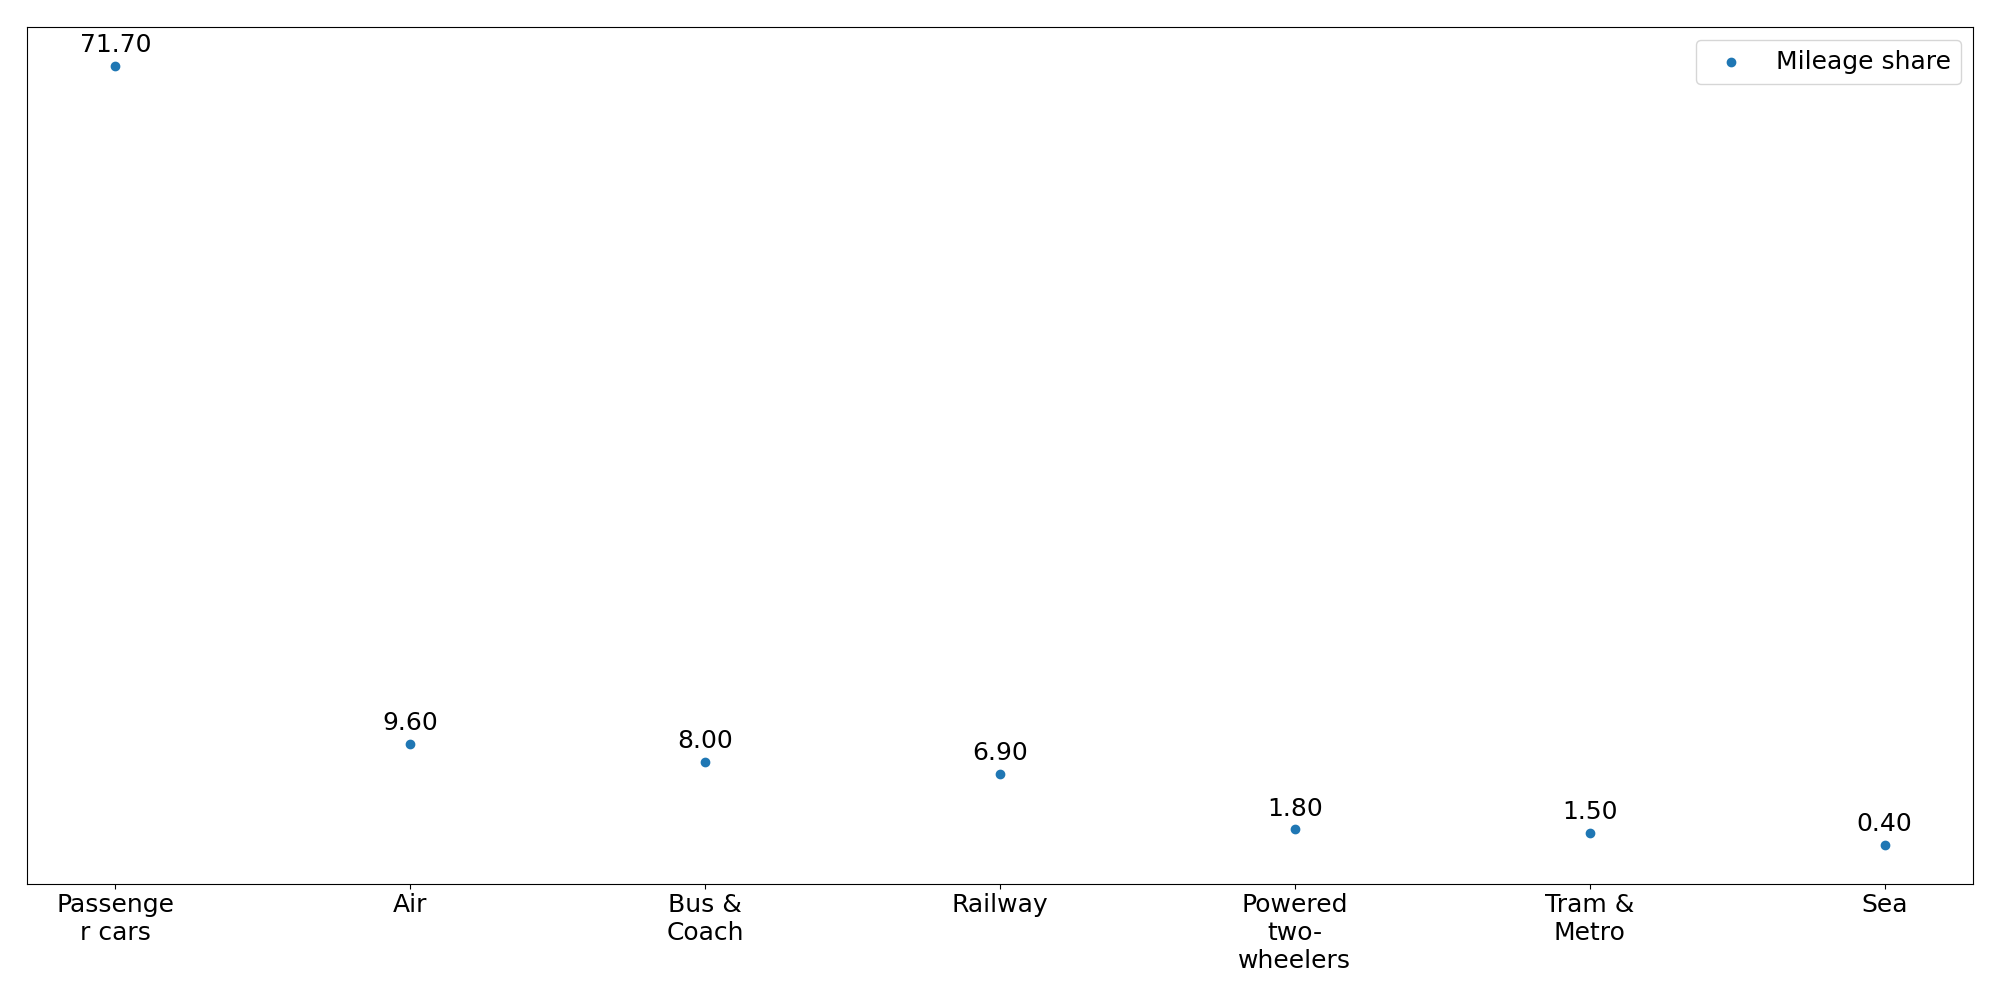 71.70
Mileage share
9.60
8.00
6.90
1.80
1.50
0.40
Passenge
r cars
Air
Bus &
Coach
Railway
Powered
two-
wheelers
Tram &
Metro
Sea